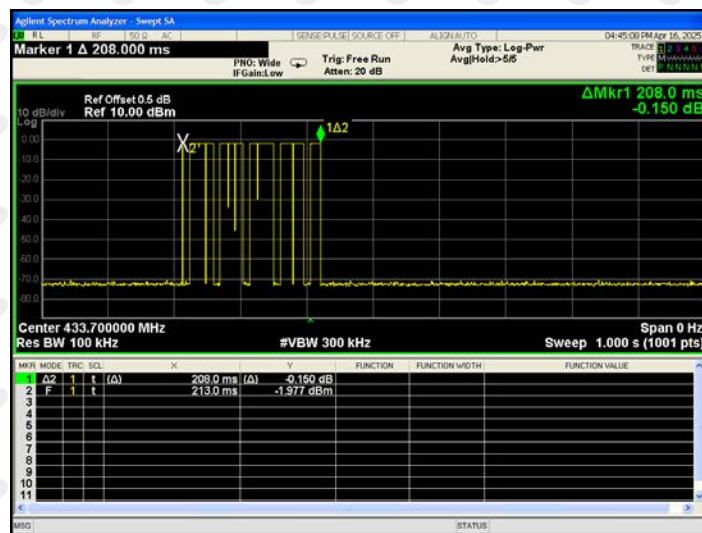 Agilent Spectrum Analyzer - Swept SA
RL RF 50 Ω AC SENSE:PULSE SOURCE OFF ALIGN AUTO 04:45:08 PM Apr 16, 2025
Marker 1 Δ 208.000 ms
PNO: Wide
IFGain:Low
Trig: Free Run
Atten: 20 dB
Avg Type: Log-Pwr
Avg|Hold:>5/5
TRACE 1 2 3 4 5
TYPE M
DET P N N N N
Ref Offset 0.5 dB
Ref 10.00 dBm
10 dB/div
Log
ΔMkr1 208.0 ms
-0.150 dB
1Δ2
X2
0.00
-10.0
-20.0
-30.0
-40.0
-50.0
-60.0
-70.0
-80.0
Center 433.700000 MHz
Span 0 Hz
Res BW 100 kHz
#VBW 300 kHz
Sweep 1.000 s (1001 pts)
MKR MODE TRC SCL X Y FUNCTION FUNCTION WIDTH FUNCTION VALUE
1 Δ2 1 t (Δ) 208.0 ms (Δ) -0.150 dB
2 F 1 t 213.0 ms -1.977 dBm
3
4
5
6
7
8
9
10
11
MSG
STATUS